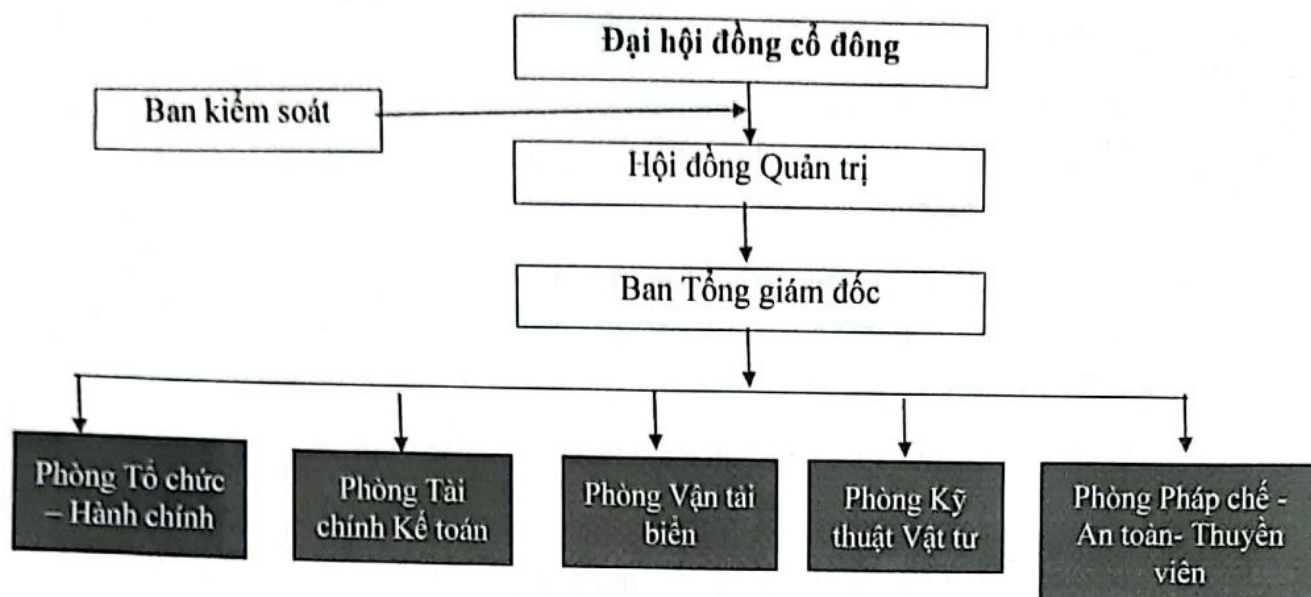 Đại hội đồng cổ đông
Ban kiểm soát
Hội đồng Quản trị
Ban Tổng giám đốc
Phòng Tổ chức
– Hành chính
Phòng Tài
chính Kế toán
Phòng Vận tải
biển
Phòng Kỹ
thuật Vật tư
Phòng Pháp chế -
An toàn- Thuyền
viên